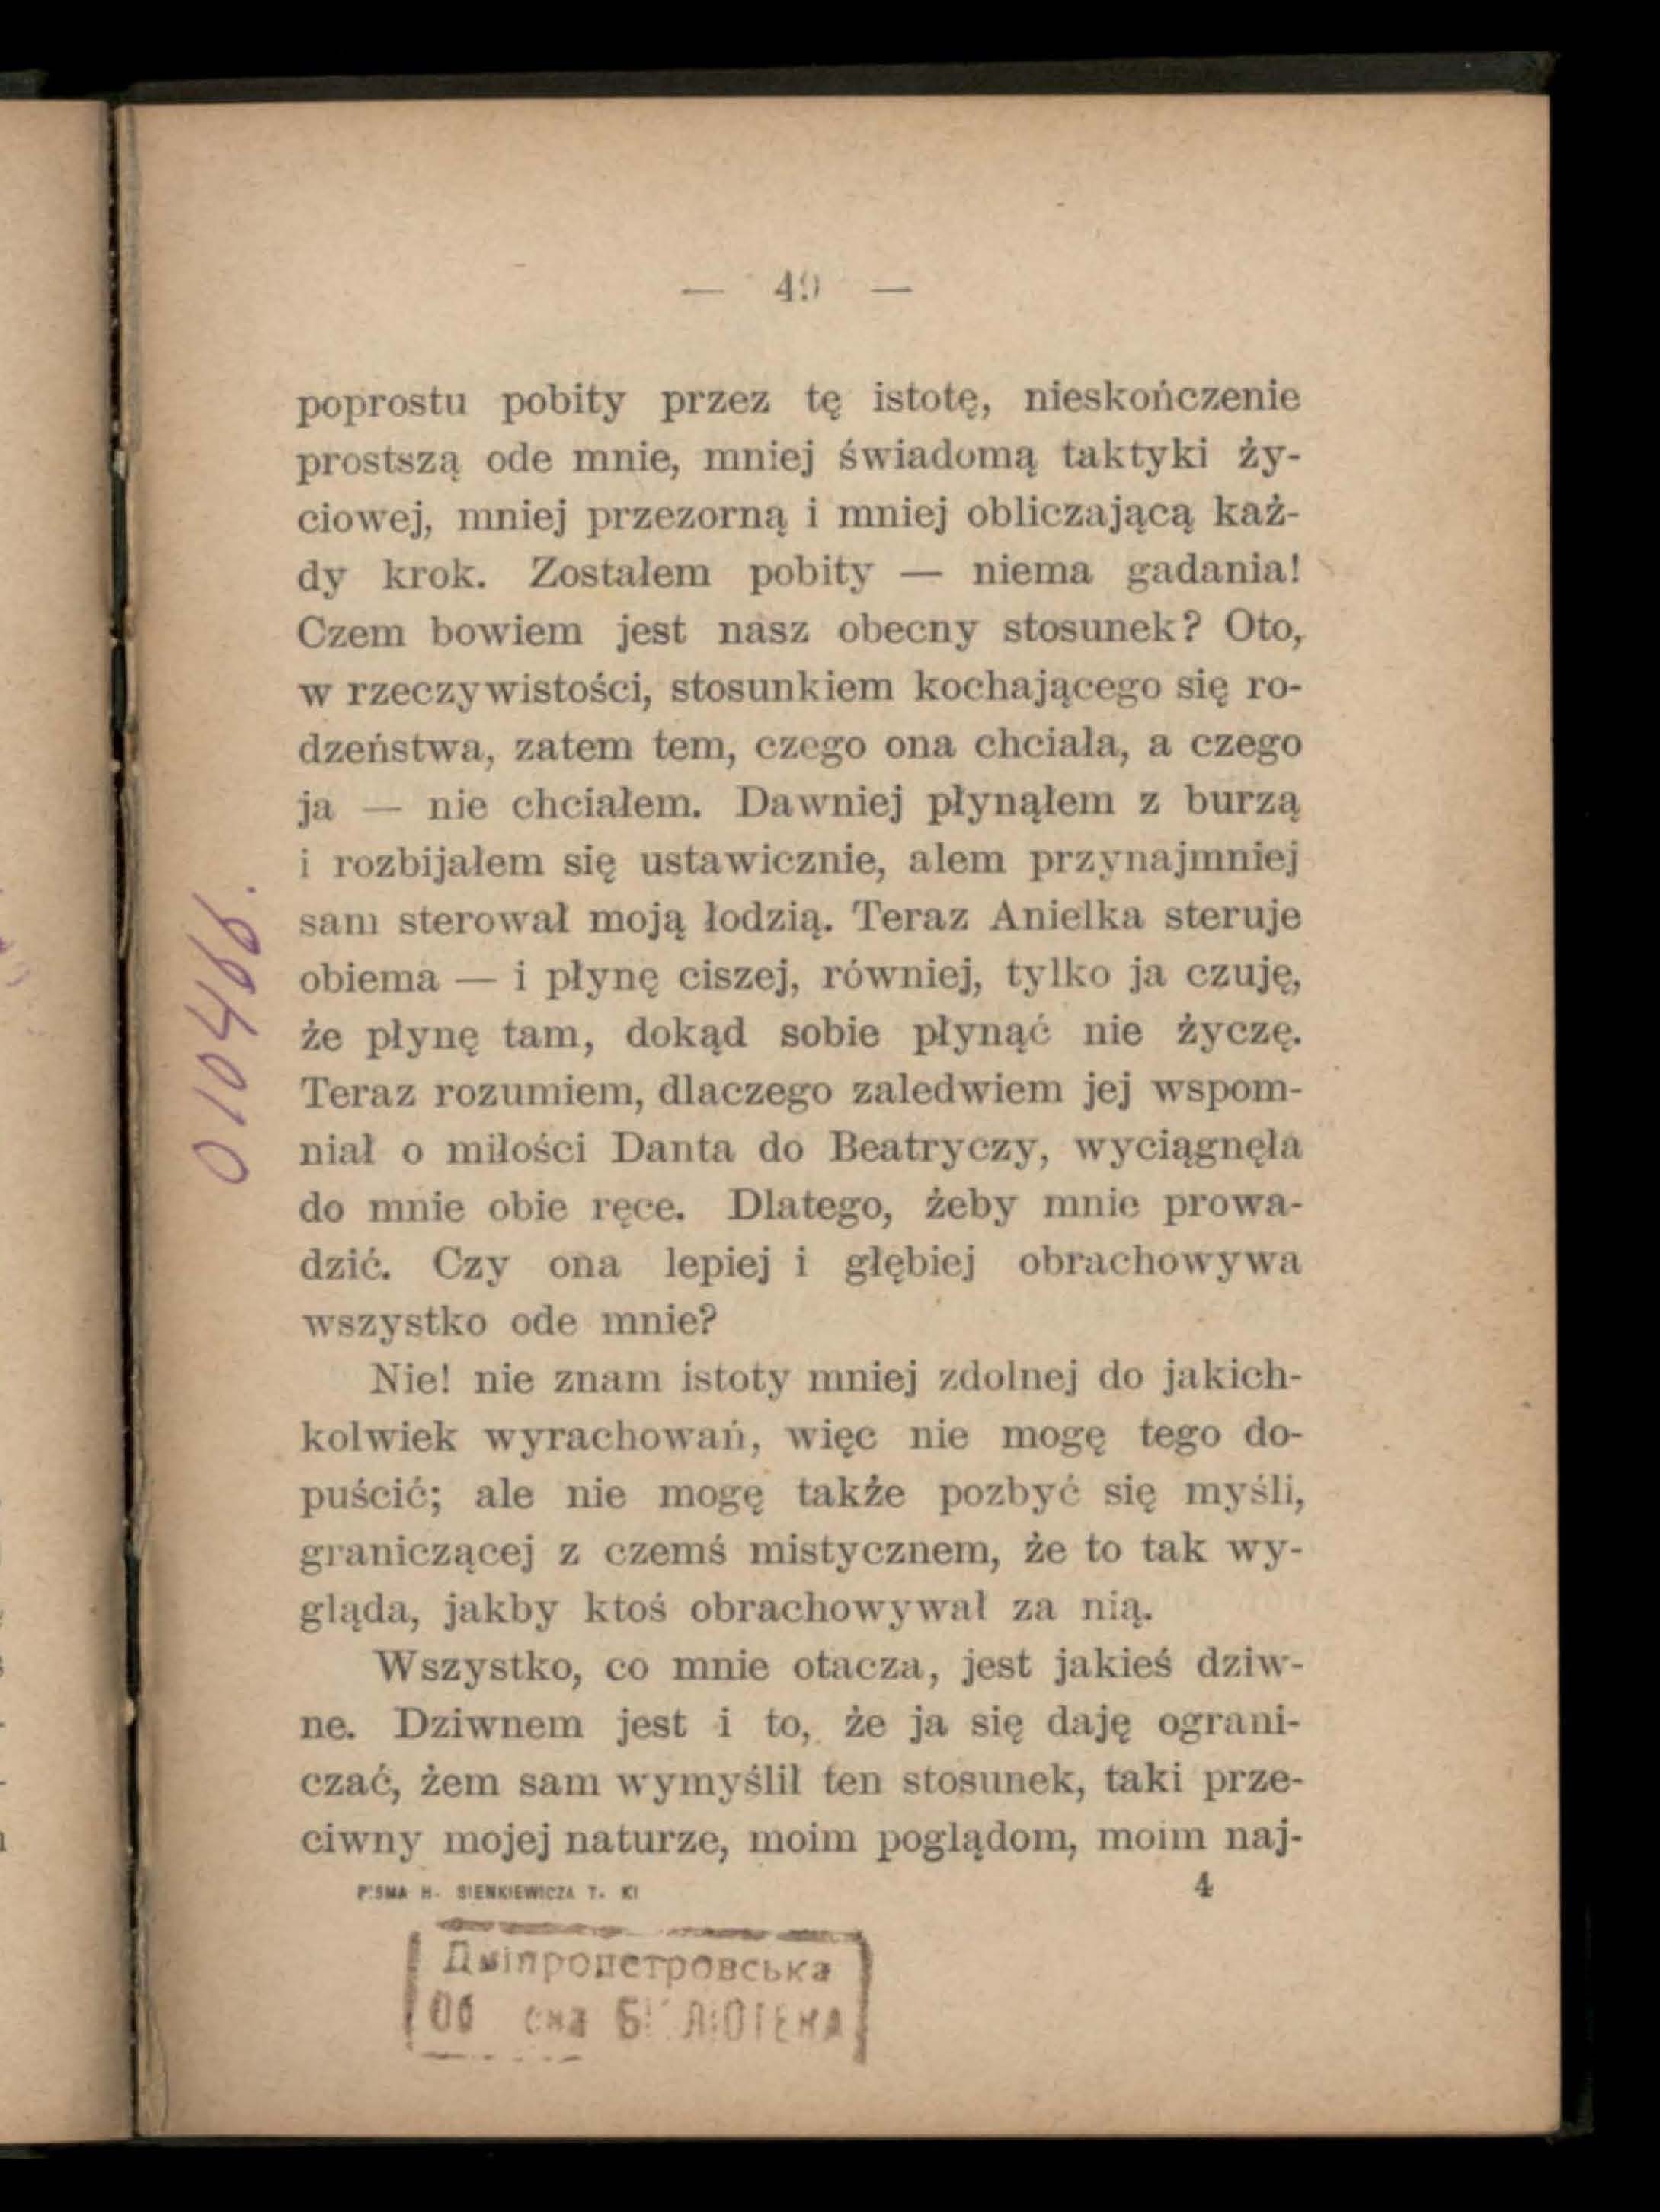 — 49 —
poprostu pobity przez tę istotę, nieskończenie
prostszą ode mnie, mniej świadomą taktyki ży-
ciowej, mniej przezorną i mniej obliczającą każ-
dy krok. Zostałem pobity — niema gadania!
Czem bowiem jest nasz obecny stosunek? Oto,
w rzeczywistości, stosunkiem kochającego się ro-
dzeństwa, zatem tem, czego ona chciała, a czego
ja — nie chciałem. Dawniej płynąłem z burzą
i rozbijałem się ustawicznie, alem przynajmniej
sam sterował moją łodzią. Teraz Anielka steruje
obiema — i płynę ciszej, równiej, tylko ja czuję,
że płynę tam, dokąd sobie płynąć nie życzę.
Teraz rozumiem, dlaczego zaledwiem jej wspom-
niał o miłości Danta do Beatryczy, wyciągnęła
do mnie obie ręce. Dlatego, żeby mnie prowa-
dzić. Czy ona lepiej i głębiej obrachowywa
wszystko ode mnie?
Nie! nie znam istoty mniej zdolnej do jakich-
kolwiek wyrachowań, więc nie mogę tego do-
puścić; ale nie mogę także pozbyć się myśli,
graniczącej z czemś mistycznem, że to tak wy-
gląda, jakby ktoś obrachowywał za nią.
Wszystko, co mnie otacza, jest jakieś dziw-
ne. Dziwnem jest i to, że ja się daję ograni-
czać, żem sam wymyślił ten stosunek, taki prze-
ciwny mojej naturze, moim poglądom, moim naj-
PISMA H. SIENKIEWICZA T. XI 4
Дніпропетровська
БІБЛІОТЕКА
010466.